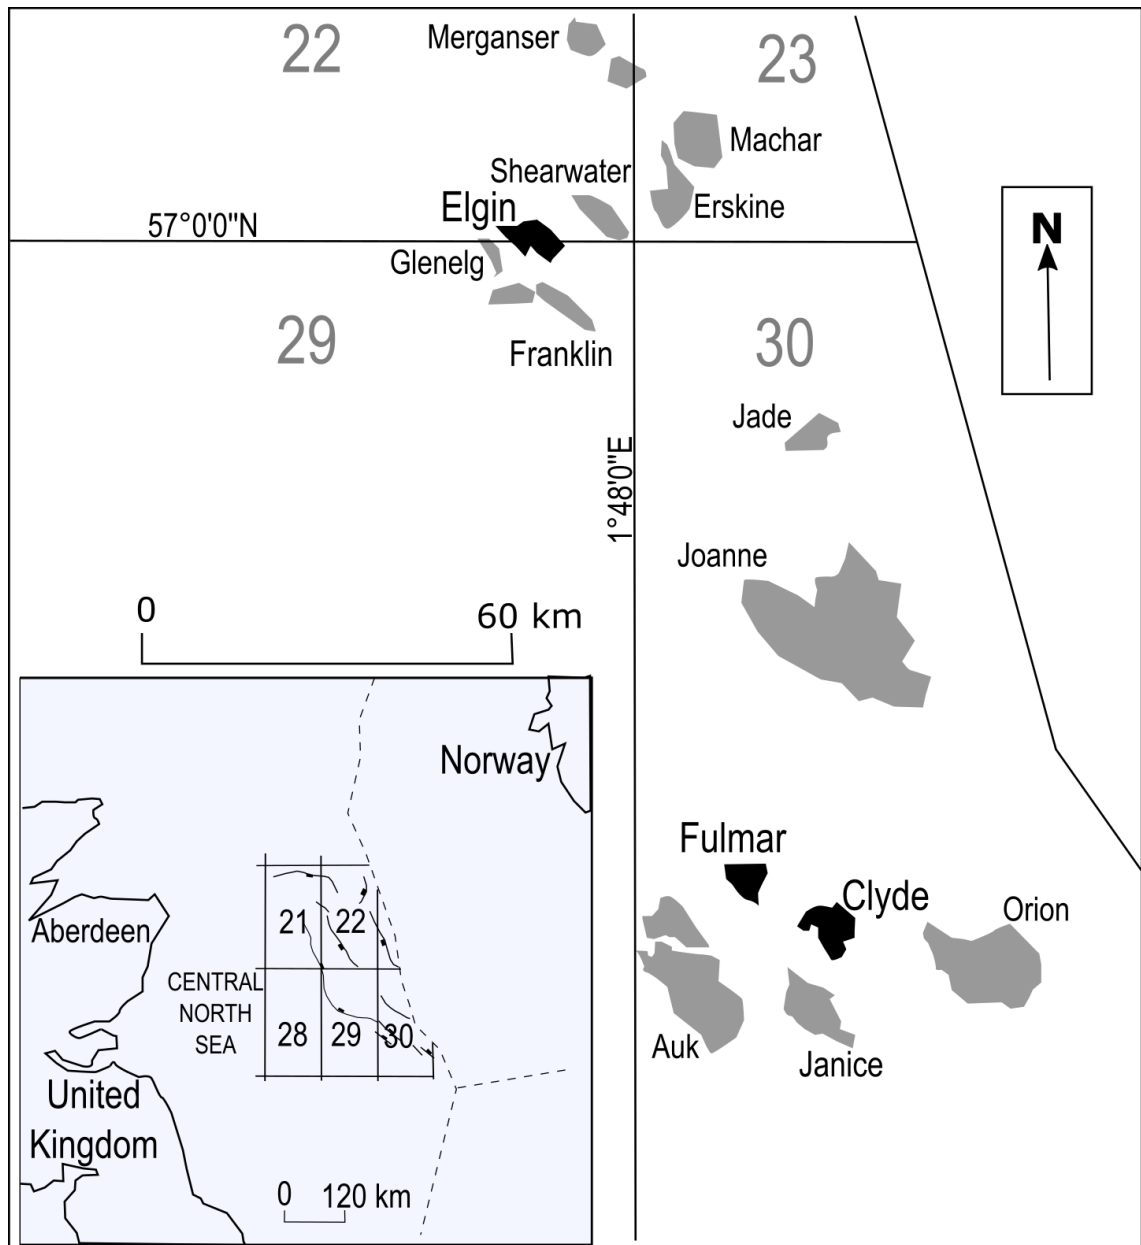 22
Merganser
23
Machar
Shearwater
Elgin
Erskine
57°0'0"N
N
Glenelg
29
30
Franklin
Jade
1°48'0"E
Joanne
0
60 km
Norway
Fulmar
Clyde
Orion
21
22
Aberdeen
CENTRAL
NORTH
SEA
28
29
30
Auk
Janice
United
Kingdom
0
120 km